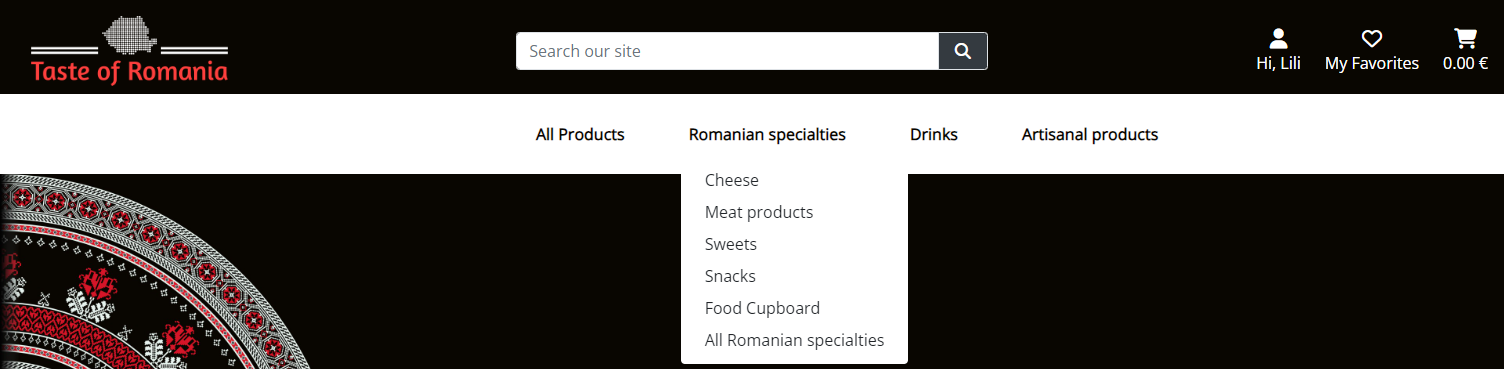 Taste of Romania
Search our site
Hi, Lili
My Favorites
0.00 €
All Products
Romanian specialties
Drinks
Artisanal products
Cheese
Meat products
Sweets
Snacks
Food Cupboard
All Romanian specialties